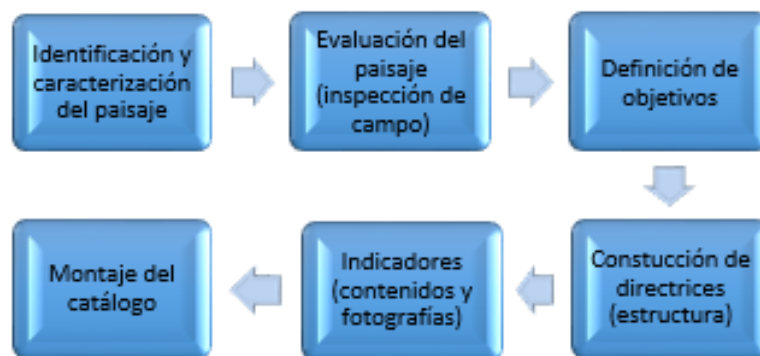 Identificación y
caracterización
del paisaje
Evaluación del
paisaje
(inspección de
campo)
Definición de
objetivos
Constucción de
directrices
(estructura)
Indicadores
(contenidos y
fotografías)
Montaje del
catálogo